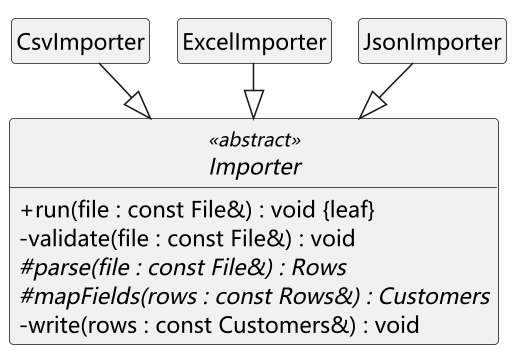 CsvImporter
ExcelImporter
JsonImporter
«abstract»
Importer
+run(file : const File&) : void {leaf}
-validate(file : const File&) : void
#parse(file : const File&) : Rows
#mapFields(rows : const Rows&) : Customers
-write(rows : const Customers&) : void